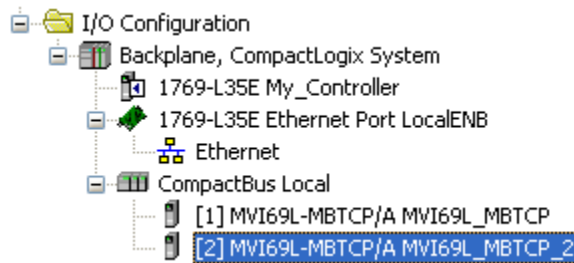 I/O Configuration
Backplane, CompactLogix System
1769-L35E My_Controller
1769-L35E Ethernet Port LocalENB
Ethernet
CompactBus Local
[1] MVI69L-MBTCP/A MVI69L_MBTCP
[2] MVI69L-MBTCP/A MVI69L_MBTCP_2